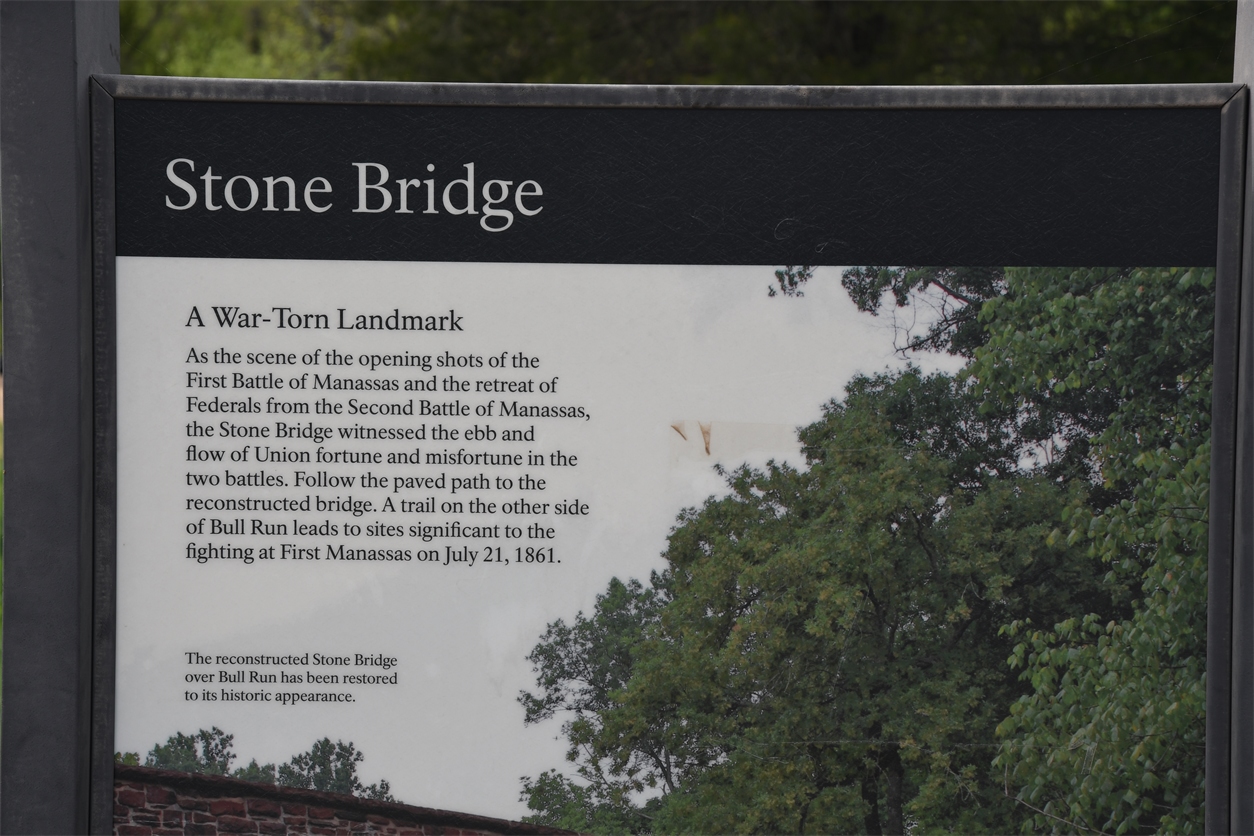 Stone Bridge
A War-Torn Landmark
As the scene of the opening shots of the
First Battle of Manassas and the retreat of
Federals from the Second Battle of Manassas,
the Stone Bridge witnessed the ebb and
flow of Union fortune and misfortune in the
two battles. Follow the paved path to the
reconstructed bridge. A trail on the other side
of Bull Run leads to sites significant to the
fighting at First Manassas on July 21, 1861.
The reconstructed Stone Bridge
over Bull Run has been restored
to its historic appearance.